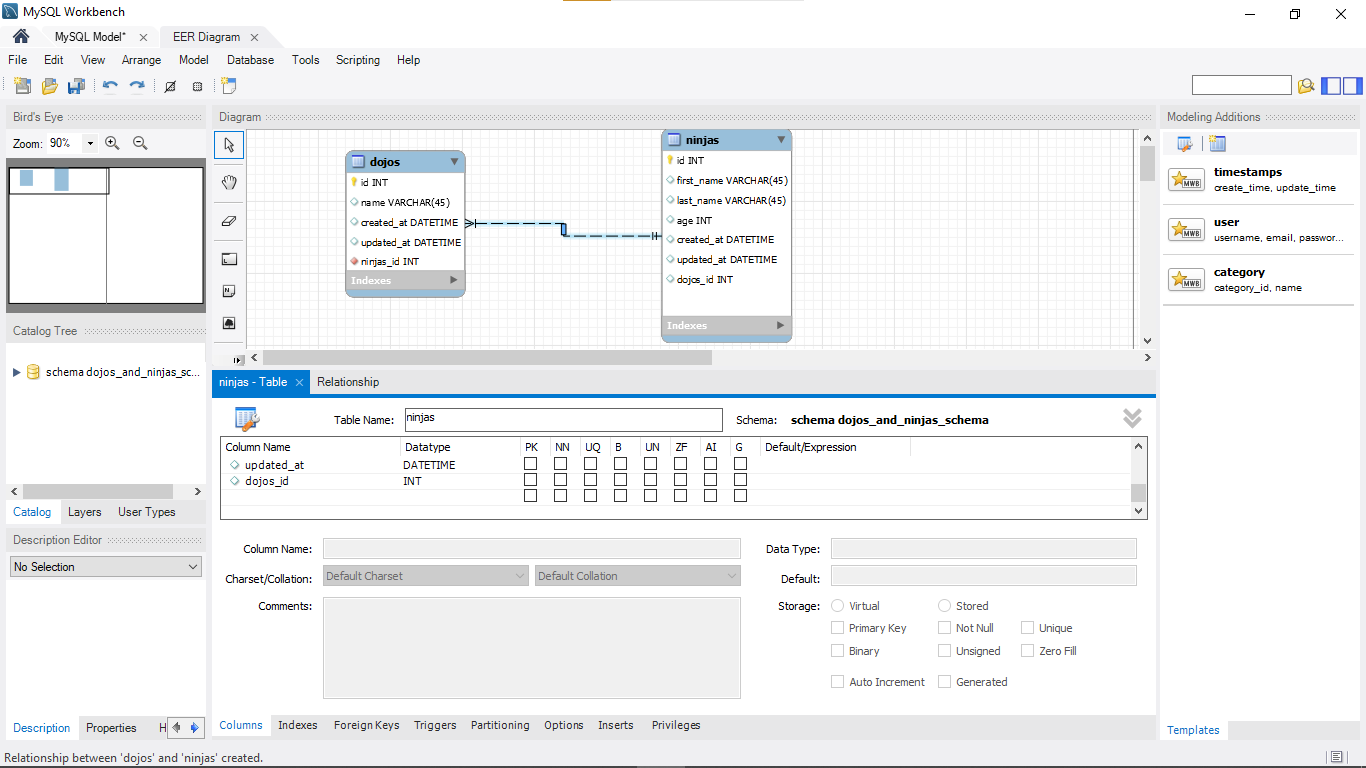 MySQL Workbench
MySQL Model*
EER Diagram
File Edit View Arrange Model Database Tools Scripting Help
Bird's Eye
Zoom: 90%
Catalog Tree
schema dojos_and_ninjas_sc...
Catalog Layers User Types
Description Editor
No Selection
Description Properties H
Diagram
dojos
id INT
name VARCHAR(45)
created_at DATETIME
updated_at DATETIME
ninjas_id INT
Indexes
ninjas
id INT
first_name VARCHAR(45)
last_name VARCHAR(45)
age INT
created_at DATETIME
updated_at DATETIME
dojos_id INT
Indexes
ninjas - Table
Relationship
Table Name: ninjas Schema: schema dojos_and_ninjas_schema
Column Name Datatype PK NN UQ B UN ZF AI G Default/Expression
updated_at DATETIME
dojos_id INT
Column Name: Data Type:
Charset/Collation: Default Charset Default Collation Default:
Comments: Storage: Virtual Stored
Primary Key Not Null Unique
Binary Unsigned Zero Fill
Auto Increment Generated
Columns Indexes Foreign Keys Triggers Partitioning Options Inserts Privileges
Modeling Additions
MWB
timestamps
create_time, update_time
MWB
user
username, email, passwor...
MWB
category
category_id, name
Templates
Relationship between 'dojos' and 'ninjas' created.